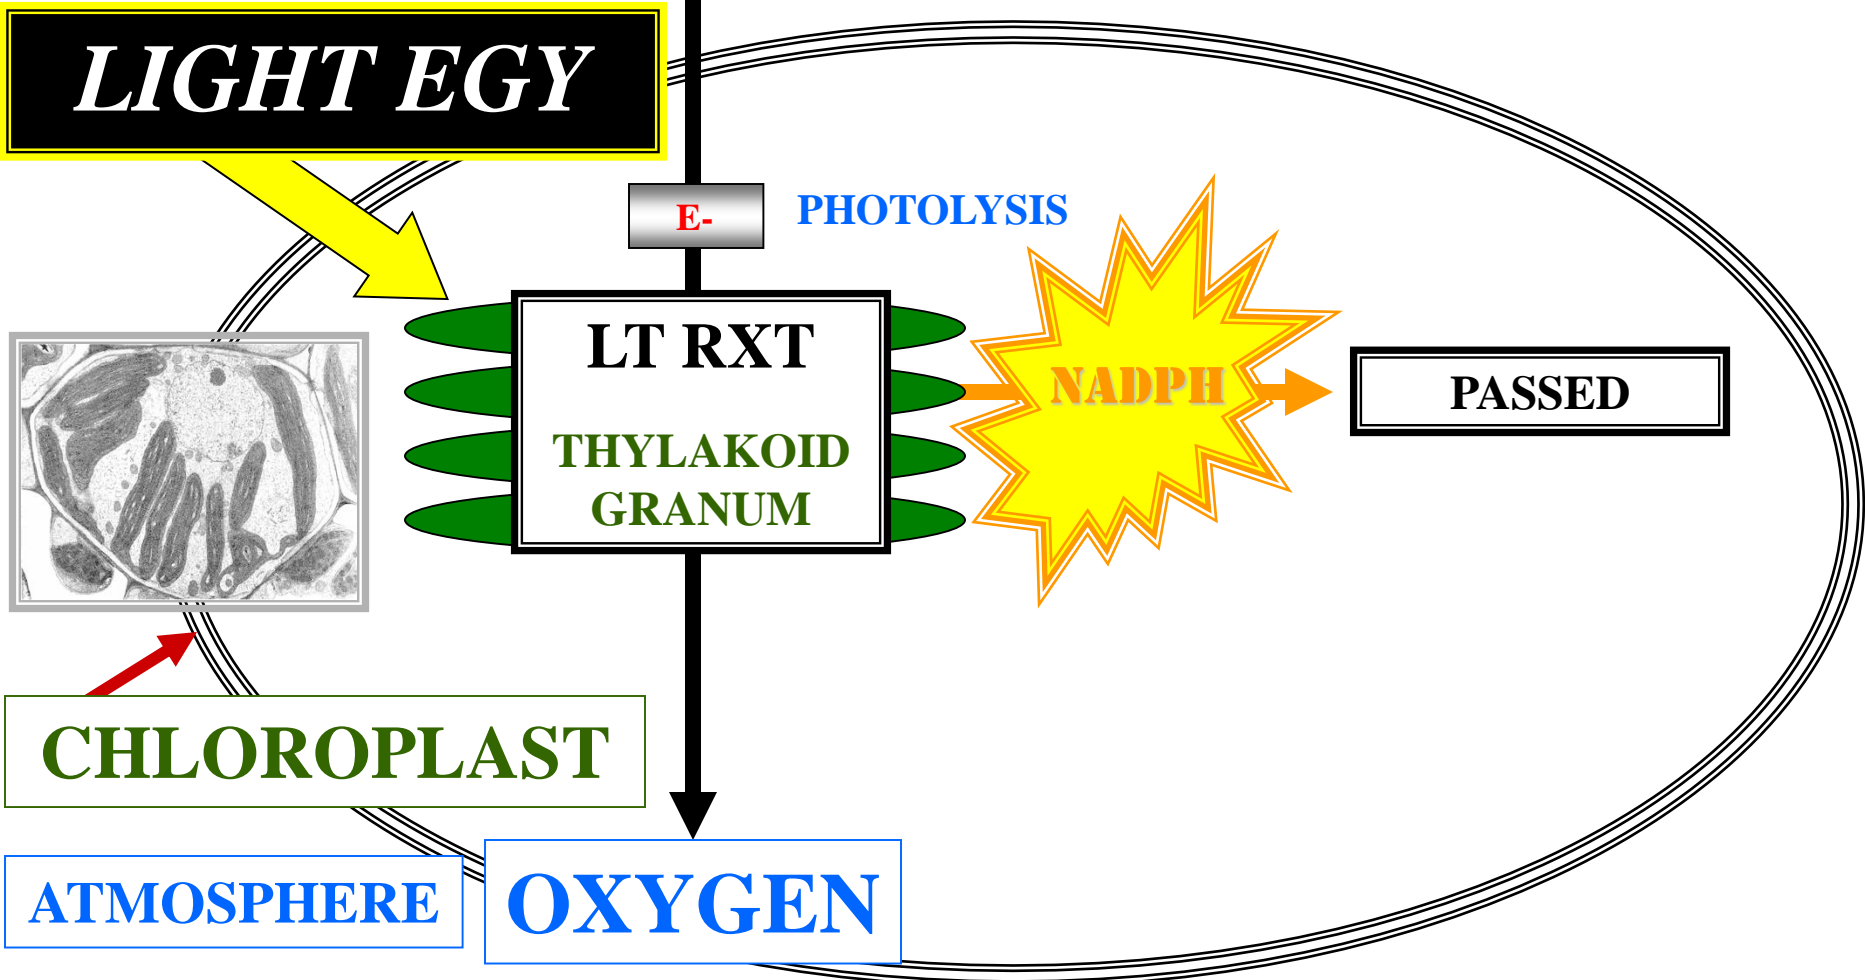 LIGHT EGY
E-
PHOTOLYSIS
LT RXT
THYLAKOID
GRANUM
NADPH
PASSED
CHLOROPLAST
ATMOSPHERE
OXYGEN